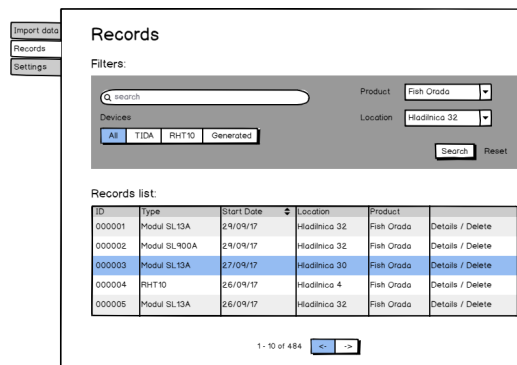 Import data
Records
Settings
Records
Filters:
search
Product Fish Orada
Devices
Location Hladilnica 32
All TIDA RHT10 Generated
Search Reset
Records list:
ID Type Start Date Location Product
000001 Modul SL13A 29/09/17 Hladilnica 32 Fish Orada Details / Delete
000002 Modul SL900A 29/09/17 Hladilnica 32 Fish Orada Details / Delete
000003 Modul SL13A 27/09/17 Hladilnica 30 Fish Orada Details / Delete
000004 RHT10 26/09/17 Hladilnica 4 Fish Orada Details / Delete
000005 Modul SL13A 26/09/17 Hladilnica 32 Fish Orada Details / Delete
1 - 10 of 484 <- ->